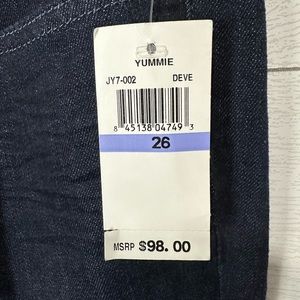 YUMMIE
JY7-002 DEVE
8 45138 04749 3
26
MSRP $98.00